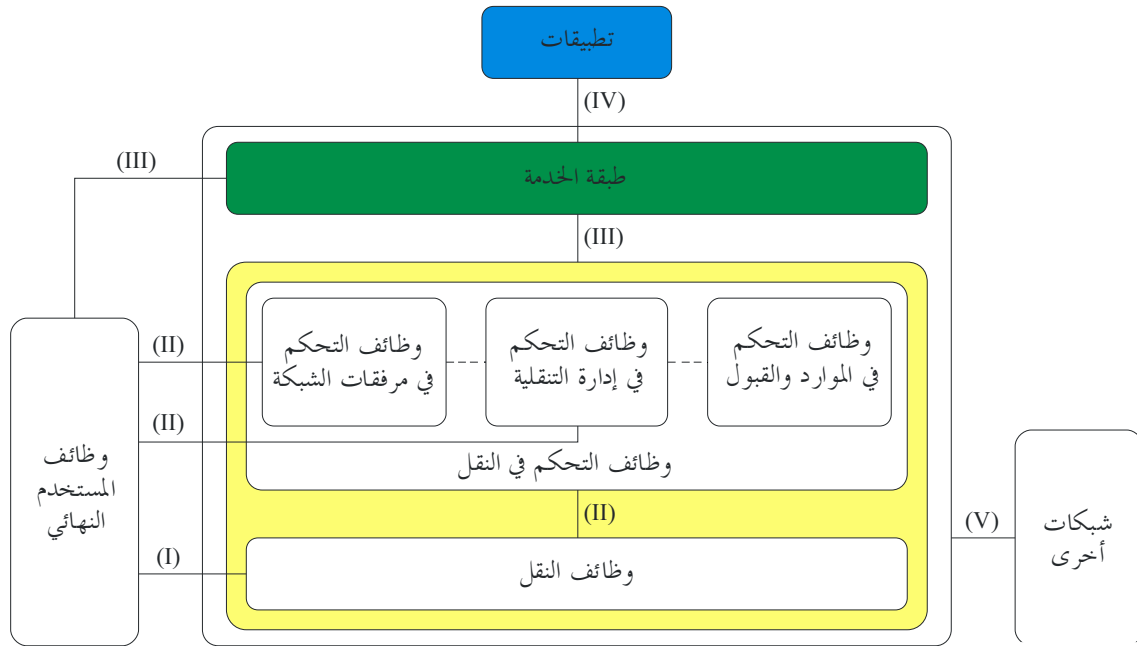 تطبيقات
(IV)
(III)
طبقة الخدمة
(III)
وظائف التحكم
في الموارد والقبول
وظائف التحكم
في إدارة التنقلية
وظائف التحكم
في مرفقات الشبكة
(II)
(II)
وظائف التحكم في النقل
وظائف
المستخدم
النهائي
(II)
شبكات
أخرى
(V)
(I)
وظائف النقل